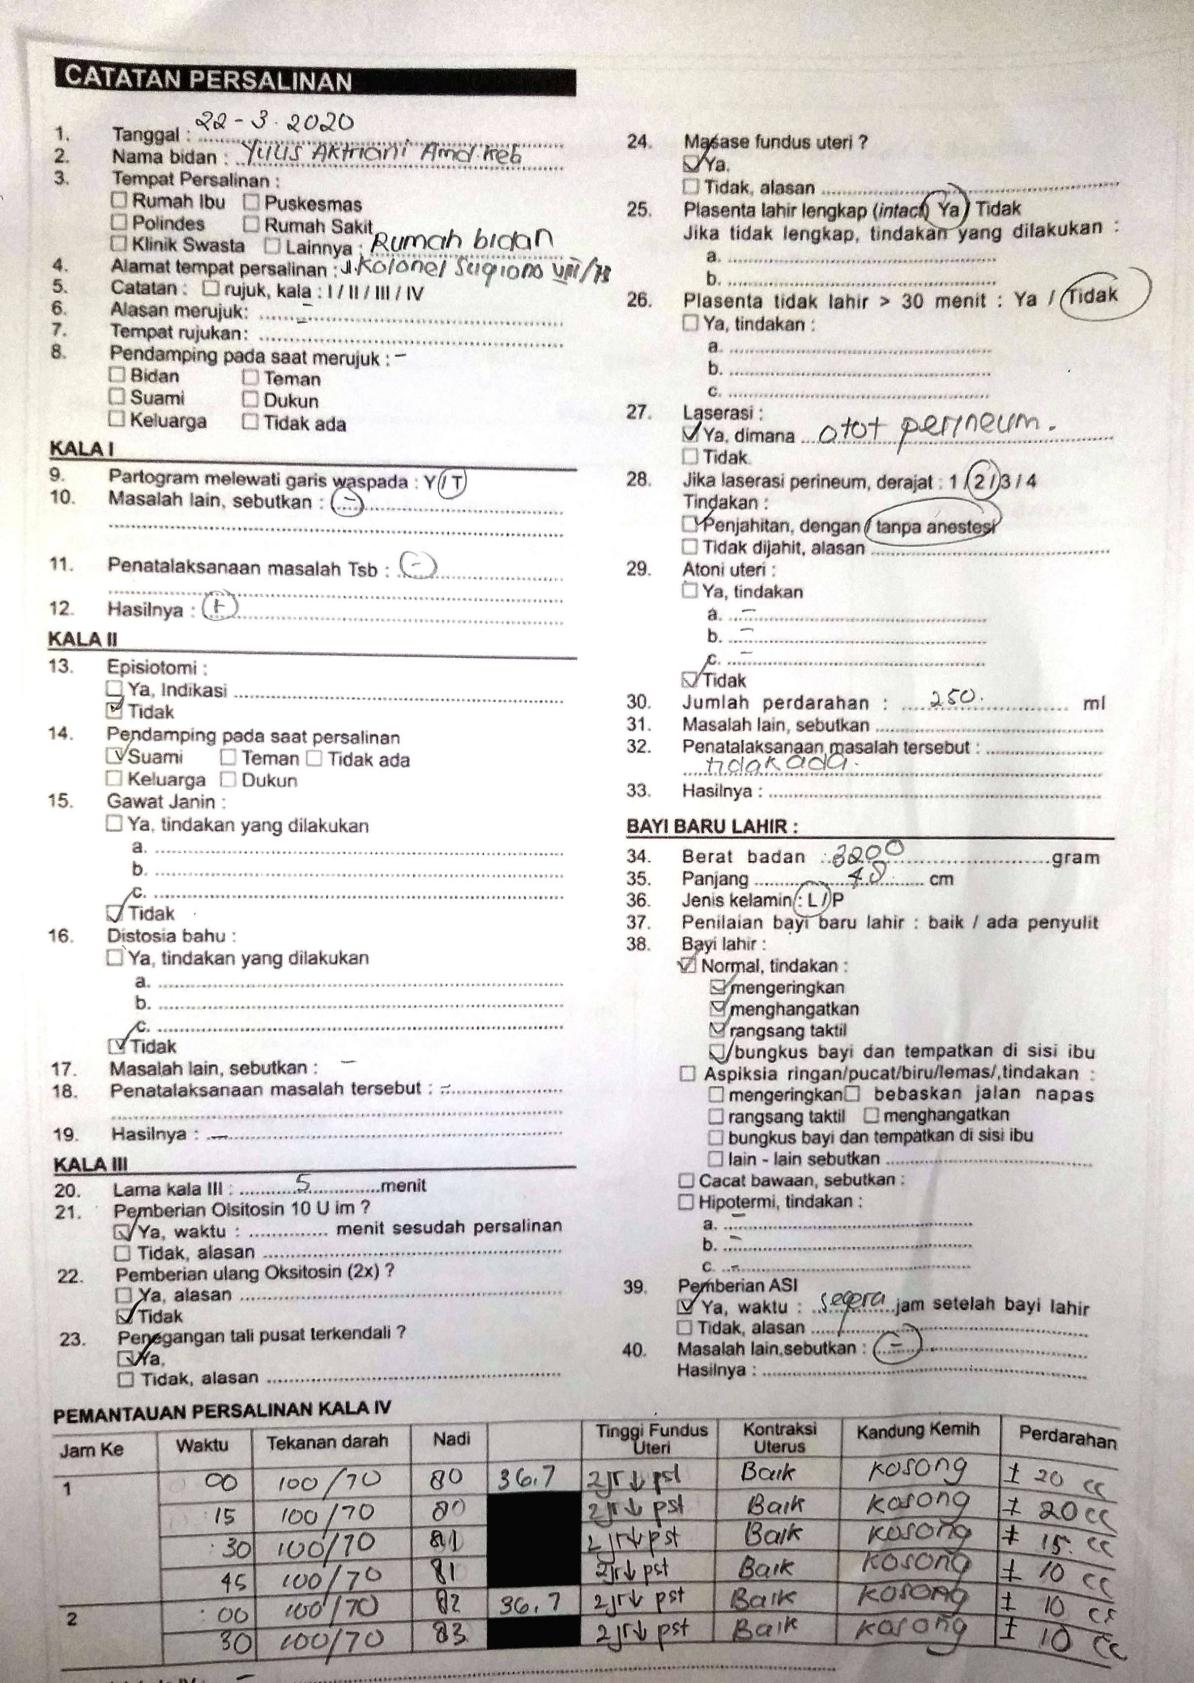 CATATAN PERSALINAN
1. Tanggal : 22 - 3 - 2020
2. Nama bidan : Yulis Aktriani Amd.Keb
3. Tempat Persalinan :
☐ Rumah Ibu ☐ Puskesmas
☐ Polindes ☐ Rumah Sakit
☐ Klinik Swasta ☐ Lainnya : Rumah bidan
4. Alamat tempat persalinan : Jl. Kolonel Sugiono VIII/
5. Catatan : ☐ rujuk, kala : I / II / III / IV
6. Alasan merujuk: –
7. Tempat rujukan:
8. Pendamping pada saat merujuk : –
☐ Bidan ☐ Teman
☐ Suami ☐ Dukun
☐ Keluarga ☐ Tidak ada
KALA I
9. Partogram melewati garis waspada : Y / T
10. Masalah lain, sebutkan : –
11. Penatalaksanaan masalah Tsb : –
12. Hasilnya : +
KALA II
13. Episiotomi :
☐ Ya, Indikasi
☑ Tidak
14. Pendamping pada saat persalinan
☑ Suami ☐ Teman ☐ Tidak ada
☐ Keluarga ☐ Dukun
15. Gawat Janin :
☐ Ya, tindakan yang dilakukan
a.
b.
c.
☑ Tidak
16. Distosia bahu :
☐ Ya, tindakan yang dilakukan
a.
b.
c.
☑ Tidak
17. Masalah lain, sebutkan : –
18. Penatalaksanaan masalah tersebut : –
19. Hasilnya : –
KALA III
20. Lama kala III : 5 menit
21. Pemberian Olsitosin 10 U im ?
☑ Ya, waktu : menit sesudah persalinan
☐ Tidak, alasan
22. Pemberian ulang Oksitosin (2x) ?
☐ Ya, alasan
☑ Tidak
23. Penegangan tali pusat terkendali ?
☑ Ya,
☐ Tidak, alasan
24. Masase fundus uteri ?
☑ Ya.
☐ Tidak, alasan
25. Plasenta lahir lengkap (intact) Ya / Tidak
Jika tidak lengkap, tindakan yang dilakukan :
a.
b.
26. Plasenta tidak lahir > 30 menit : Ya / Tidak
☐ Ya, tindakan :
a.
b.
c.
27. Laserasi :
☑ Ya, dimana otot perineum.
☐ Tidak.
28. Jika laserasi perineum, derajat : 1 / 2 / 3 / 4
Tindakan :
☑ Penjahitan, dengan / tanpa anestesi
☐ Tidak dijahit, alasan
29. Atoni uteri :
☐ Ya, tindakan
a. –
b. –
c. –
☑ Tidak
30. Jumlah perdarahan : 250. ml
31. Masalah lain, sebutkan
32. Penatalaksanaan masalah tersebut :
tidak ada.
33. Hasilnya :
BAYI BARU LAHIR :
34. Berat badan : 3200 gram
35. Panjang 48 cm
36. Jenis kelamin : L / P
37. Penilaian bayi baru lahir : baik / ada penyulit
38. Bayi lahir :
☑ Normal, tindakan :
☑ mengeringkan
☑ menghangatkan
☑ rangsang taktil
☑ bungkus bayi dan tempatkan di sisi ibu
☐ Aspiksia ringan/pucat/biru/lemas/,tindakan :
☐ mengeringkan ☐ bebaskan jalan napas
☐ rangsang taktil ☐ menghangatkan
☐ bungkus bayi dan tempatkan di sisi ibu
☐ lain - lain sebutkan
☐ Cacat bawaan, sebutkan :
☐ Hipotermi, tindakan :
a. –
b. –
c. –
39. Pemberian ASI
☑ Ya, waktu : segera jam setelah bayi lahir
☐ Tidak, alasan
40. Masalah lain,sebutkan : –
Hasilnya :
PEMANTAUAN PERSALINAN KALA IV
Jam Ke Waktu Tekanan darah Nadi Tinggi Fundus Uteri Kontraksi Uterus Kandung Kemih Perdarahan
1 00 100/70 80 36,7 2jr↓pst Baik Kosong ± 20 cc
15 100/70 80 2jr↓pst Baik Kosong ± 20 cc
30 100/70 81 2jr↓pst Baik Kosong ± 15. cc
45 100/70 81 2jr↓pst Baik Kosong ± 10 cc
2 00 100/70 82 36,7 2jr↓pst Baik Kosong ± 10 cc
30 100/70 83 2jr↓pst Baik Kosong ± 10 cc